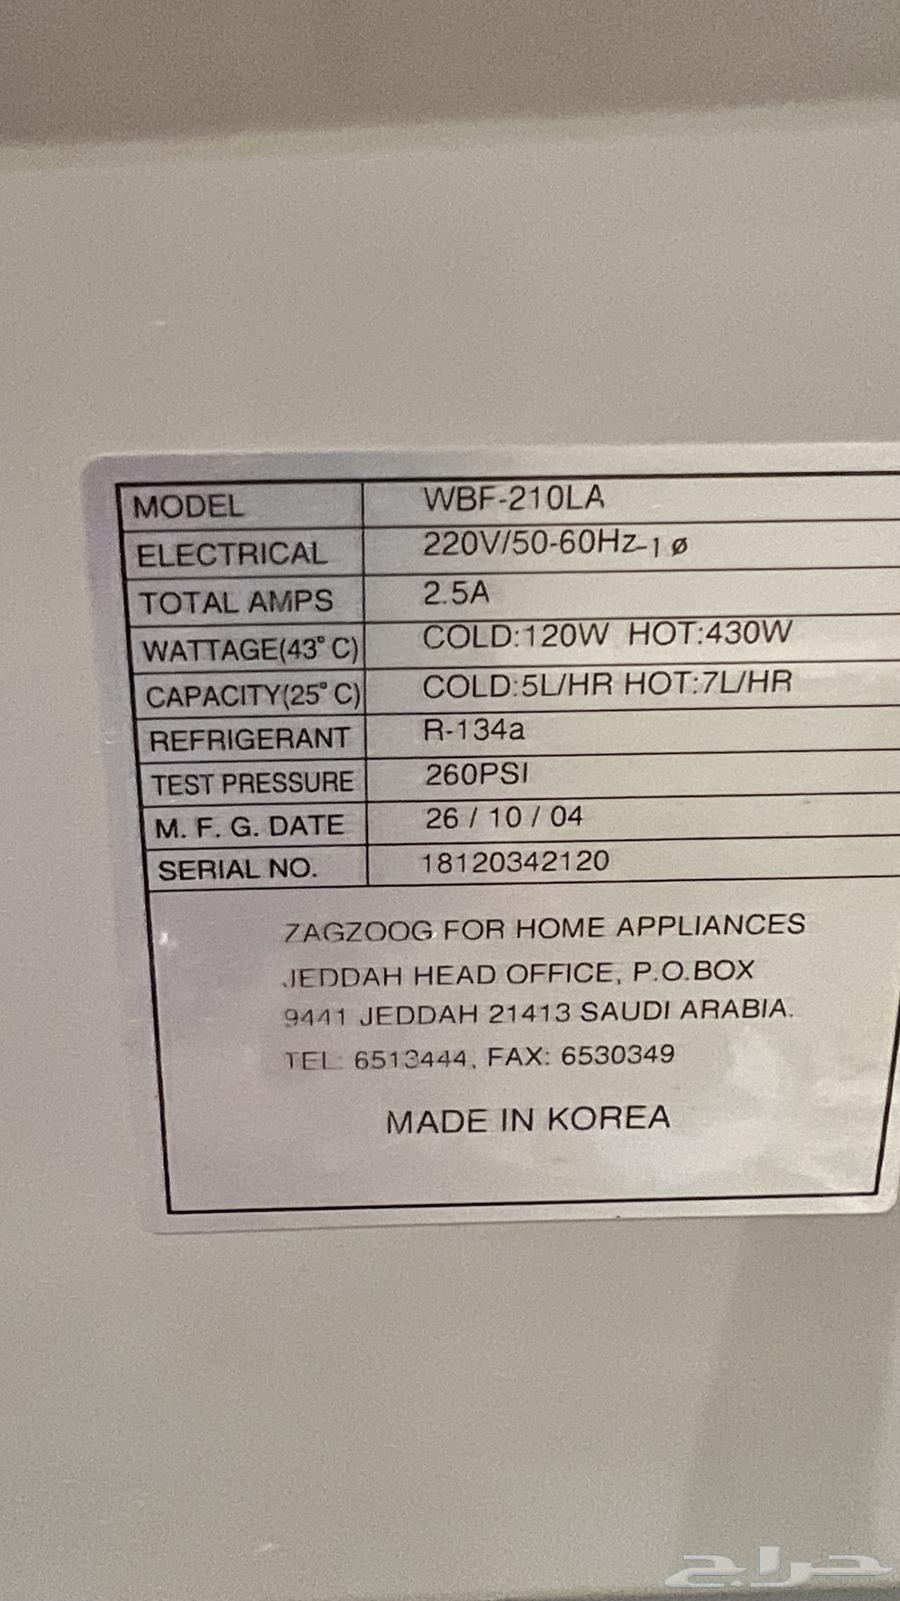 MODEL WBF-210LA
ELECTRICAL 220V/50-60Hz-1 ø
TOTAL AMPS 2.5A
WATTAGE(43°C) COLD:120W HOT:430W
CAPACITY(25°C) COLD:5L/HR HOT:7L/HR
REFRIGERANT R-134a
TEST PRESSURE 260PSI
M. F. G. DATE 26 / 10 / 04
SERIAL NO. 18120342120
ZAGZOOG FOR HOME APPLIANCES
JEDDAH HEAD OFFICE, P.O.BOX
9441 JEDDAH 21413 SAUDI ARABIA.
TEL: 6513444, FAX: 6530349
MADE IN KOREA
حراج